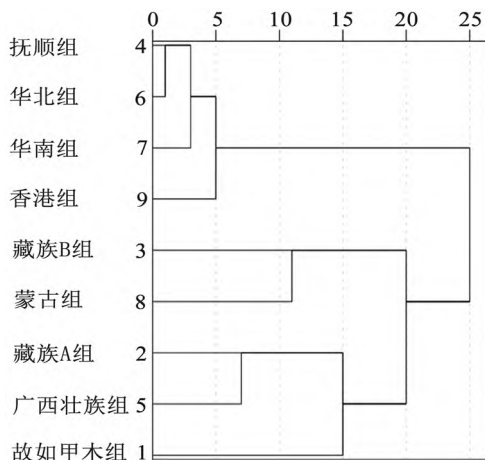 0 5 10 15 20 25
抚顺组 4
华北组 6
华南组 7
香港组 9
藏族B组 3
蒙古组 8
藏族A组 2
广西壮族组 5
故如甲木组 1